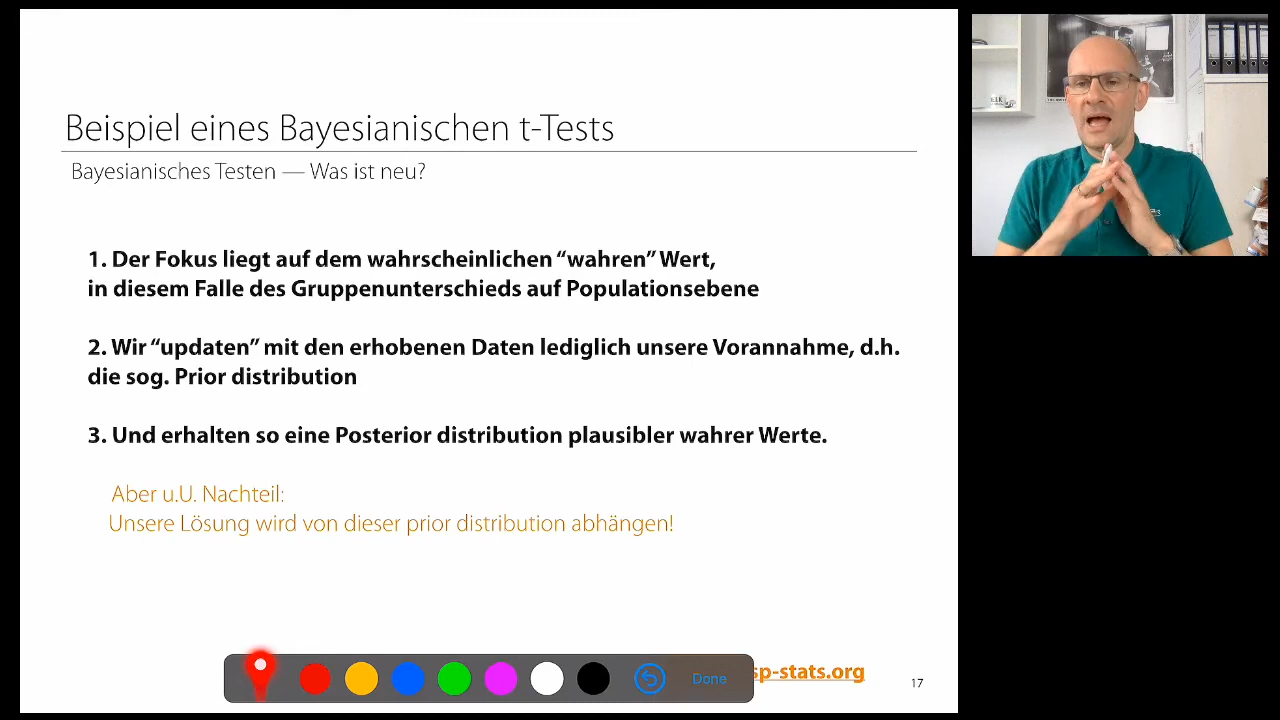 Beispiel eines Bayesianischen t-Tests
Bayesianisches Testen — Was ist neu?
1. Der Fokus liegt auf dem wahrscheinlichen “wahren” Wert,
in diesem Falle des Gruppenunterschieds auf Populationsebene
2. Wir “updaten” mit den erhobenen Daten lediglich unsere Vorannahme, d.h.
die sog. Prior distribution
3. Und erhalten so eine Posterior distribution plausibler wahrer Werte.
Aber u.U. Nachteil:
Unsere Lösung wird von dieser prior distribution abhängen!
Done
sp-stats.org
17